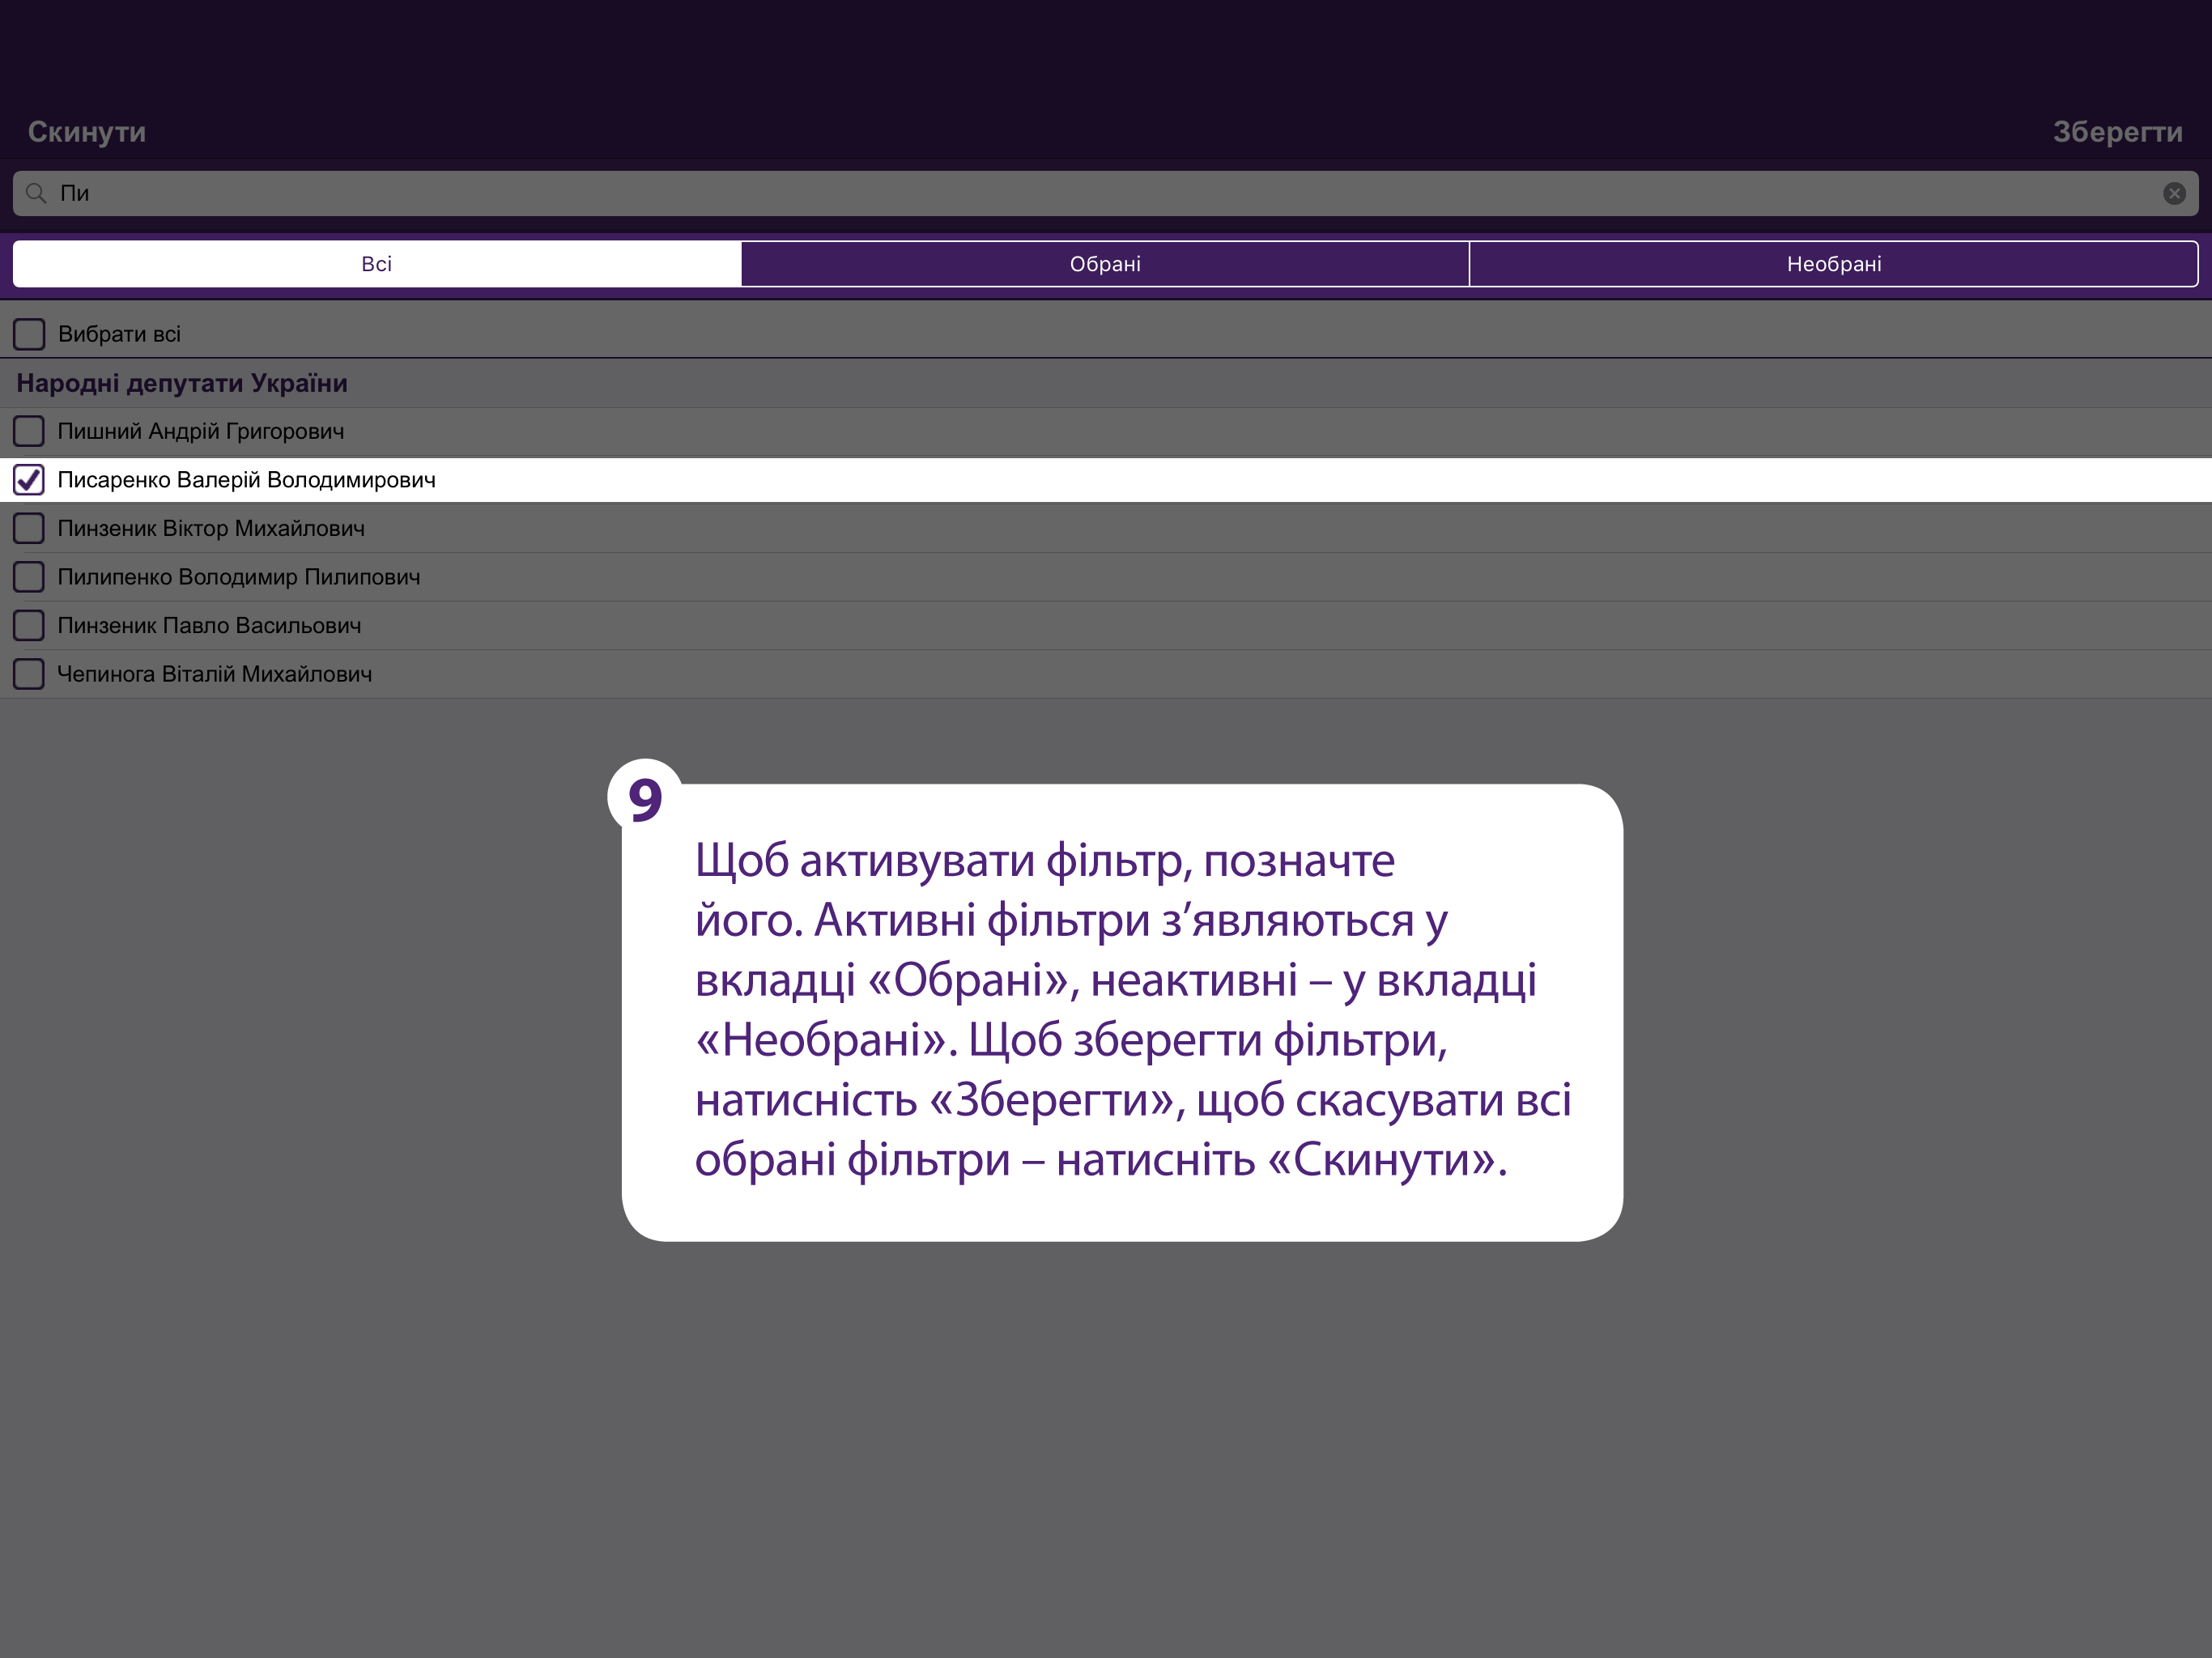 Скинути
Зберегти
Пи
Всі
Обрані
Необрані
Вибрати всі
Народні депутати України
Пишний Андрій Григорович
Писаренко Валерій Володимирович
Пинзеник Віктор Михайлович
Пилипенко Володимир Пилипович
Пинзеник Павло Васильович
Чепинога Віталій Михайлович
9
Щоб активувати фільтр, позначте
його. Активні фільтри з’являються у
вкладці «Обрані», неактивні – у вкладці
«Необрані». Щоб зберегти фільтри,
натисність «Зберегти», щоб скасувати всі
обрані фільтри – натисніть «Скинути».